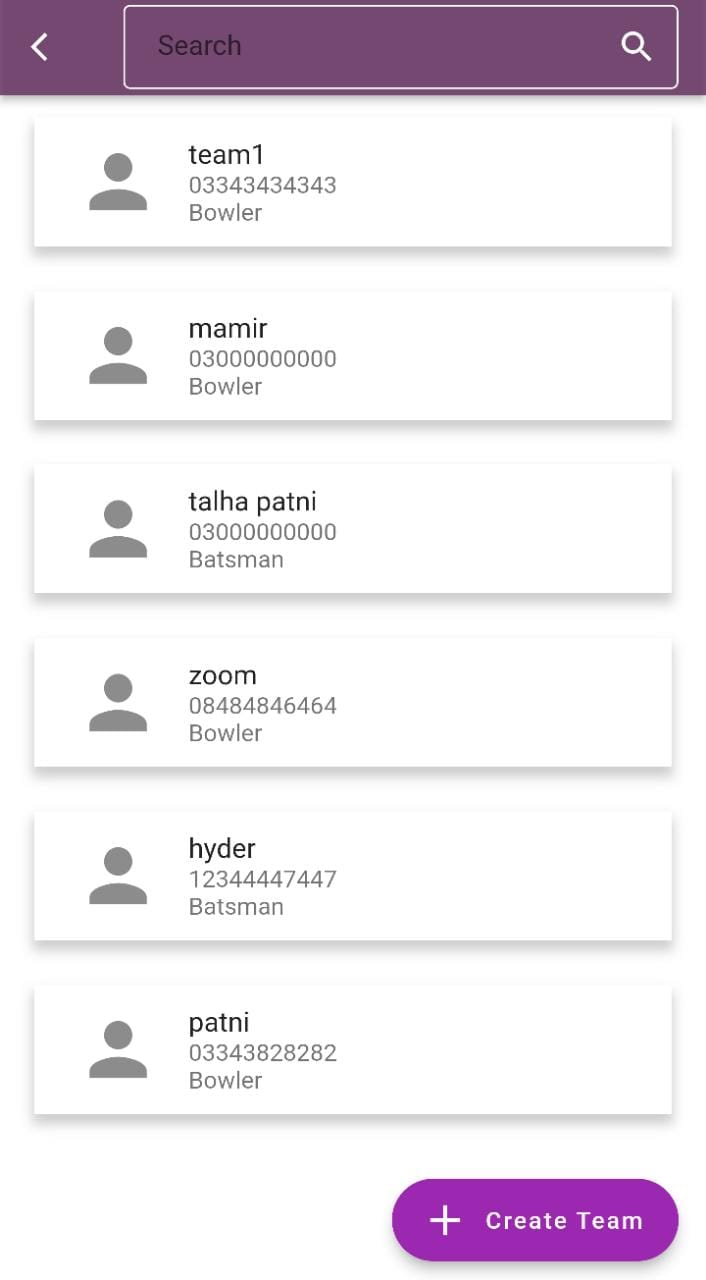 Search
team1
03343434343
Bowler
mamir
03000000000
Bowler
talha patni
03000000000
Batsman
zoom
08484846464
Bowler
hyder
12344447447
Batsman
patni
03343828282
Bowler
Create Team